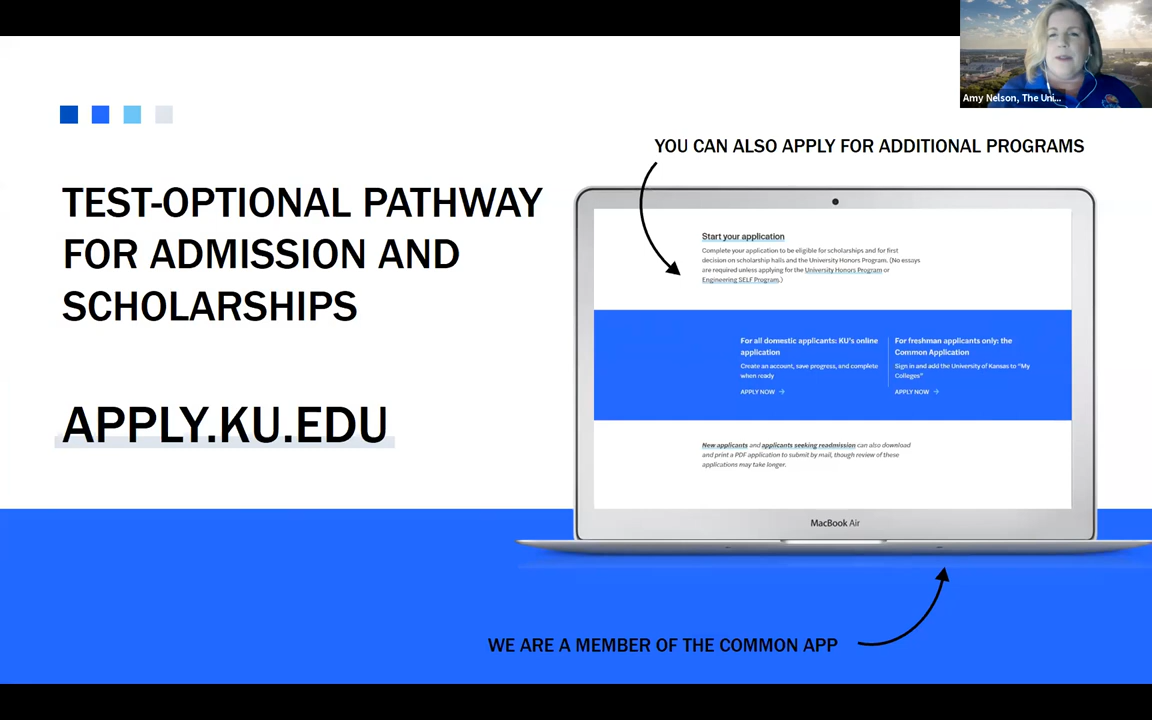 Amy Nelson, The Uni...
YOU CAN ALSO APPLY FOR ADDITIONAL PROGRAMS
TEST-OPTIONAL PATHWAY
FOR ADMISSION AND
SCHOLARSHIPS
APPLY.KU.EDU
Start your application
Complete your application to be eligible for scholarships and for first
decision on scholarship halls and the University Honors Program. (No essays
are required unless applying for the University Honors Program or
Engineering SELF Program.)
For all domestic applicants: KU's online
application
Create an account, save progress, and complete
when ready
APPLY NOW →
For freshman applicants only: the
Common Application
Sign in and add the University of Kansas to "My
Colleges"
APPLY NOW →
New applicants and applicants seeking readmission can also download
and print a PDF application to submit by mail, though review of these
applications may take longer.
MacBook Air
WE ARE A MEMBER OF THE COMMON APP